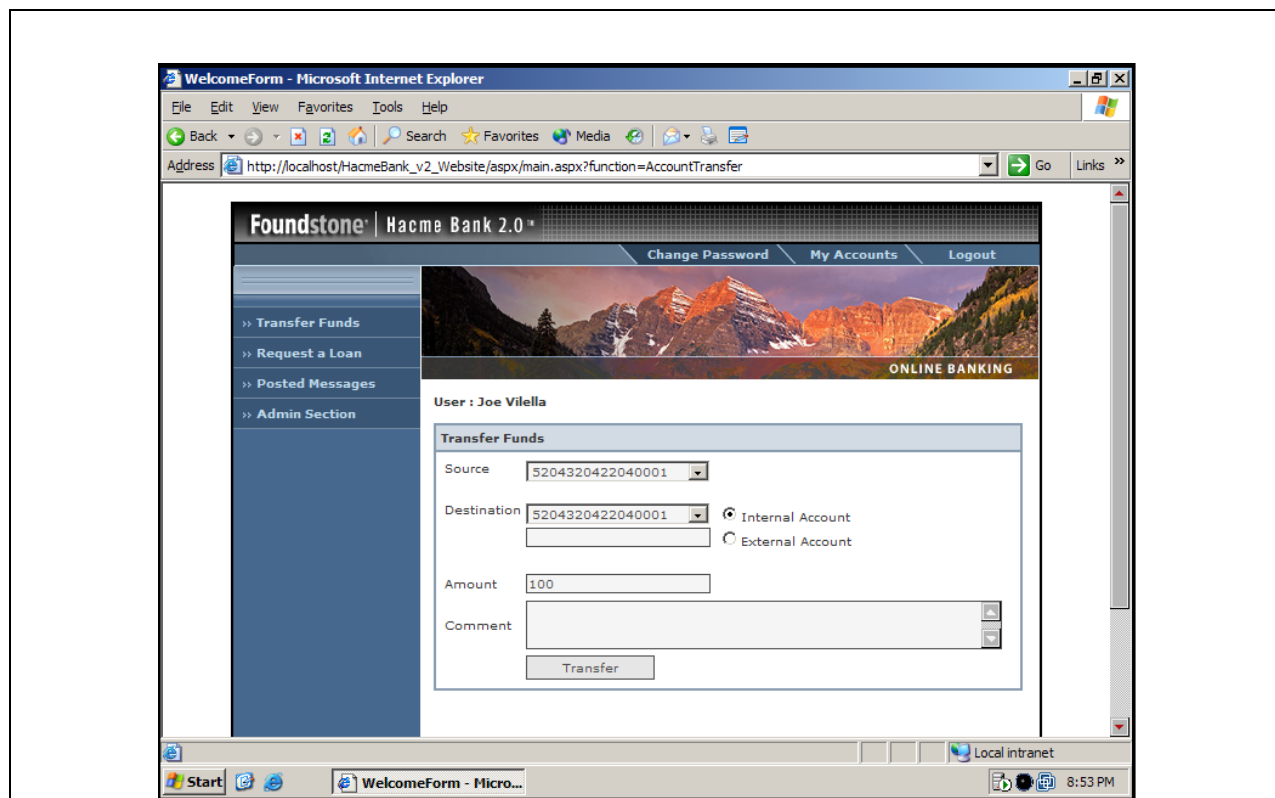 WelcomeForm - Microsoft Internet Explorer
File Edit View Favorites Tools Help
Back Search Favorites Media
Address http://localhost/HacmeBank_v2_Website/aspx/main.aspx?function=AccountTransfer Go Links »
Foundstone | Hacme Bank 2.0 ™
Change Password My Accounts Logout
›› Transfer Funds
›› Request a Loan
›› Posted Messages
›› Admin Section
ONLINE BANKING
User : Joe Vilella
Transfer Funds
Source 5204320422040001
Destination 5204320422040001 Internal Account
External Account
Amount 100
Comment
Transfer
Local intranet
Start WelcomeForm - Micro... 8:53 PM